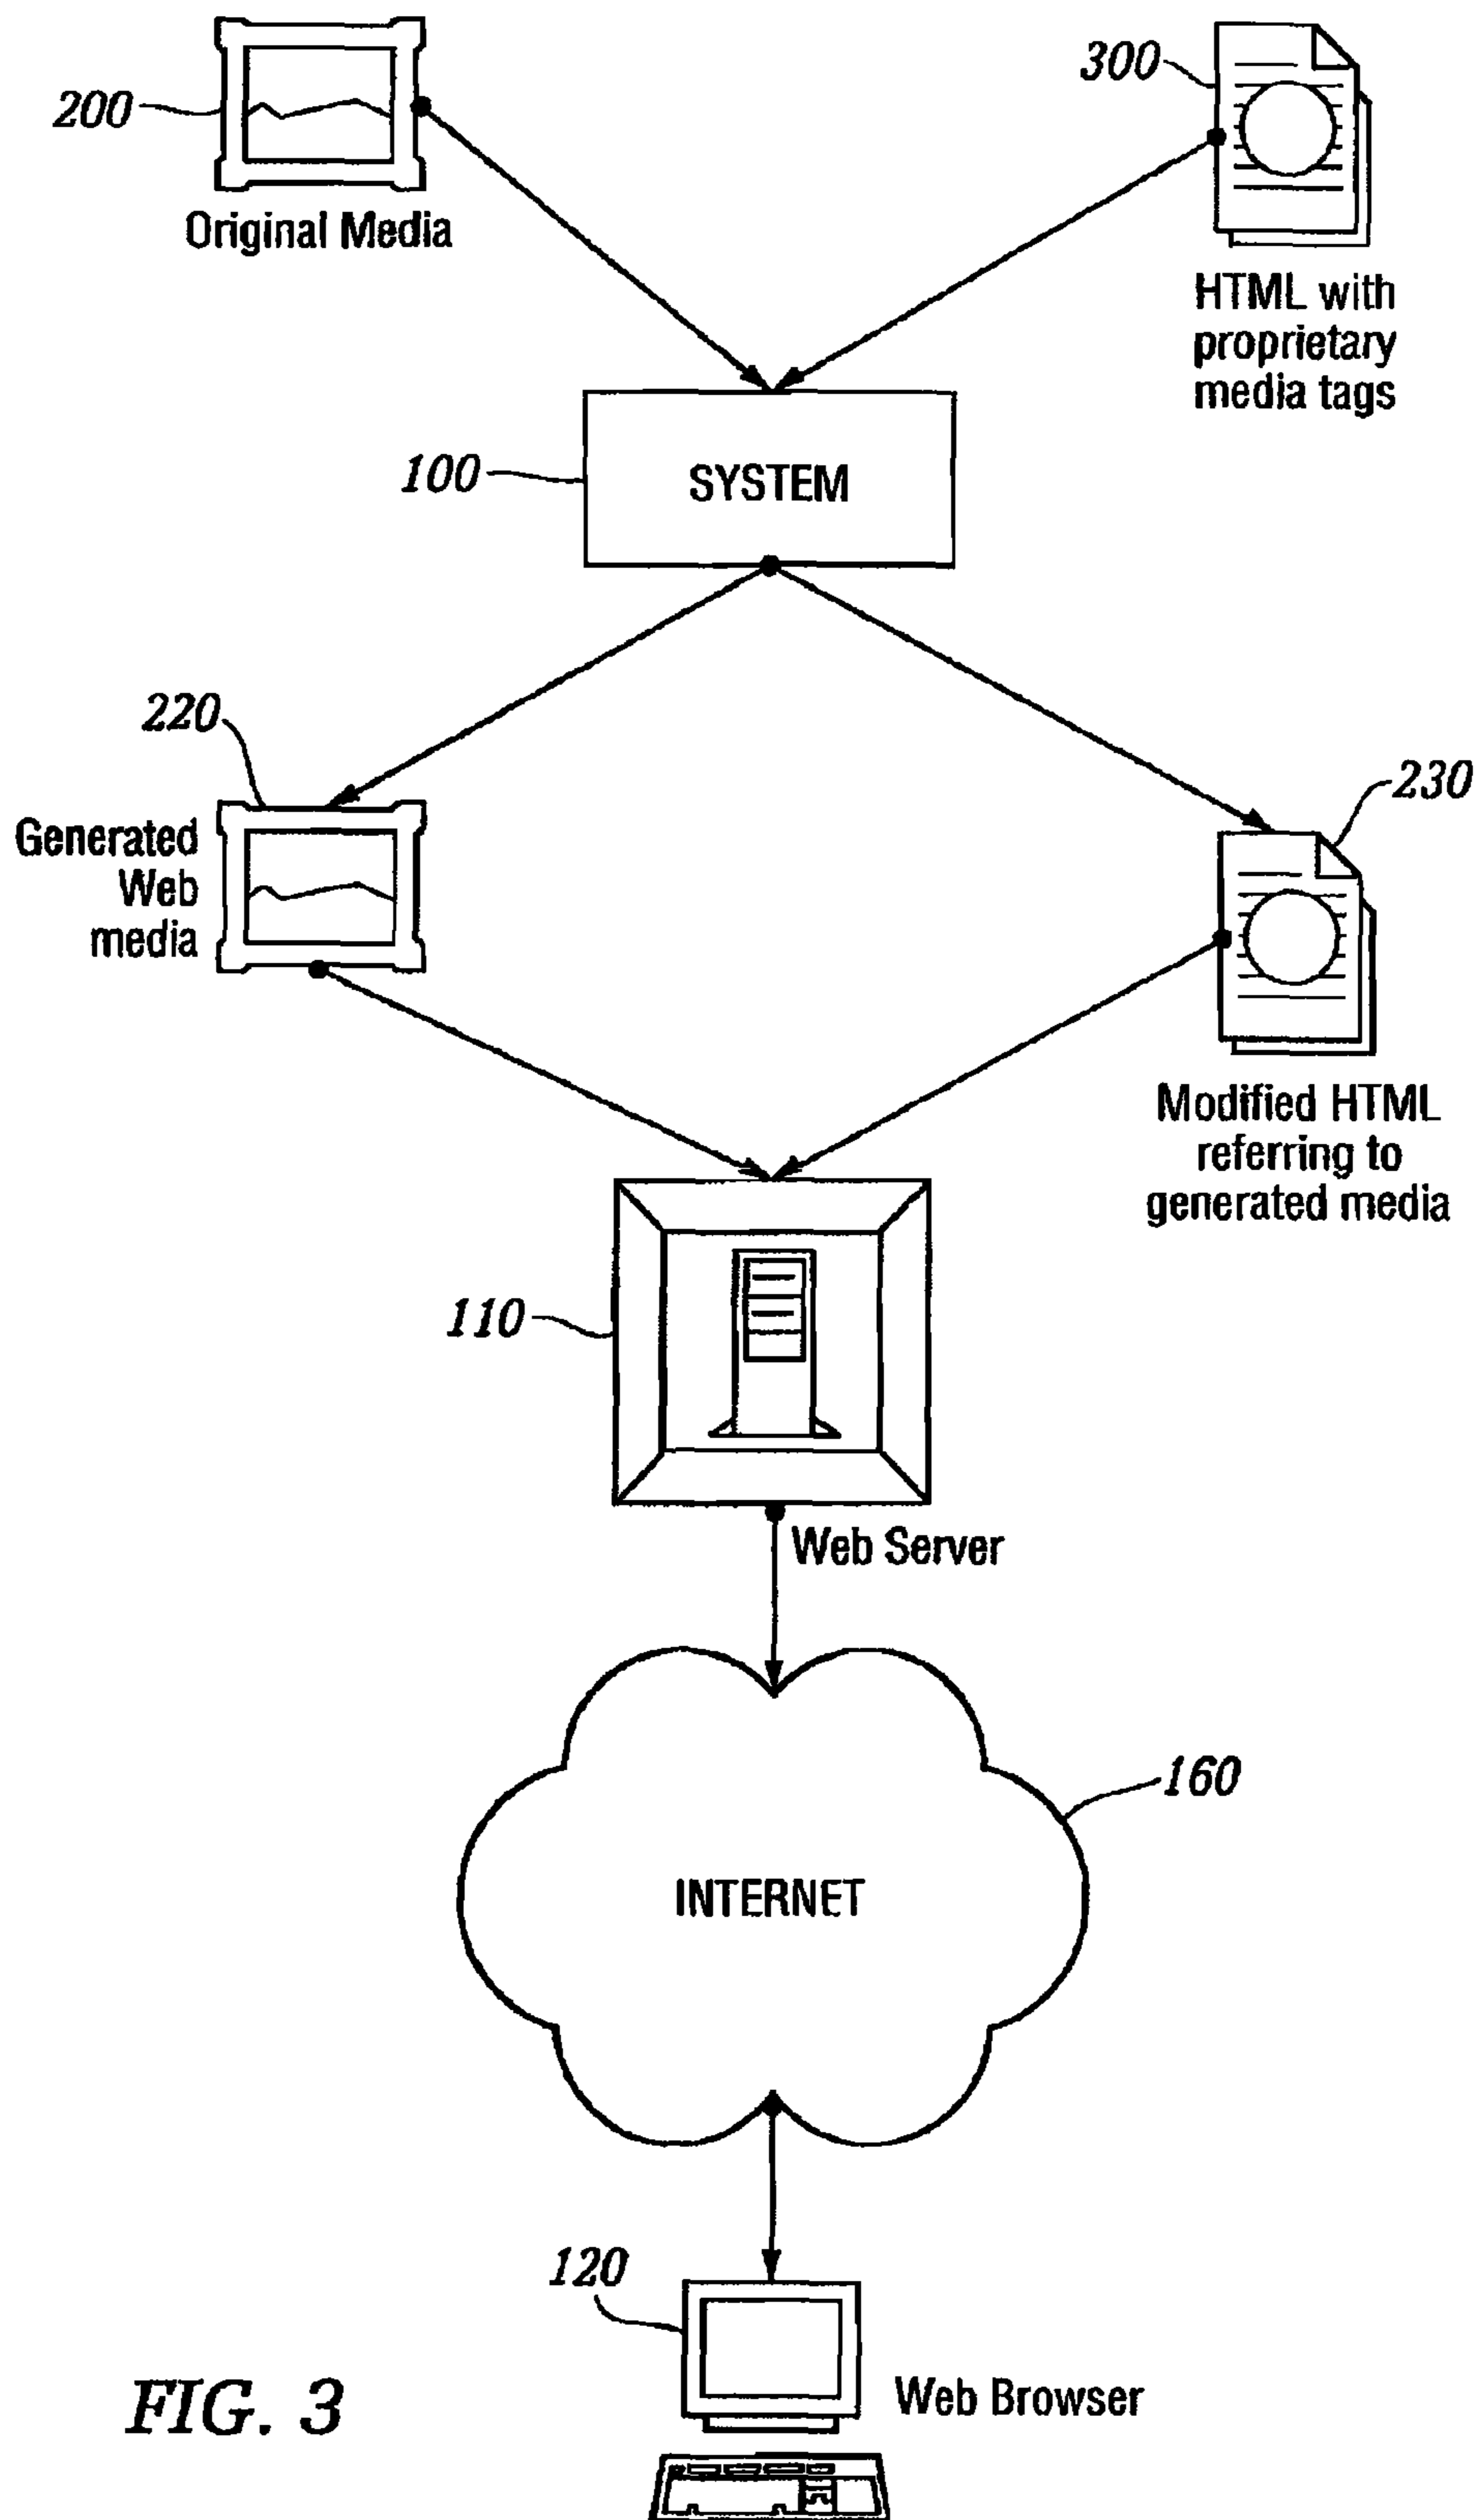 200
Original Media
300
HTML with
proprietary
media tags
100
SYSTEM
220
Generated
Web
media
230
Modified HTML
referring to
generated media
110
Web Server
160
INTERNET
120
Web Browser
FIG. 3